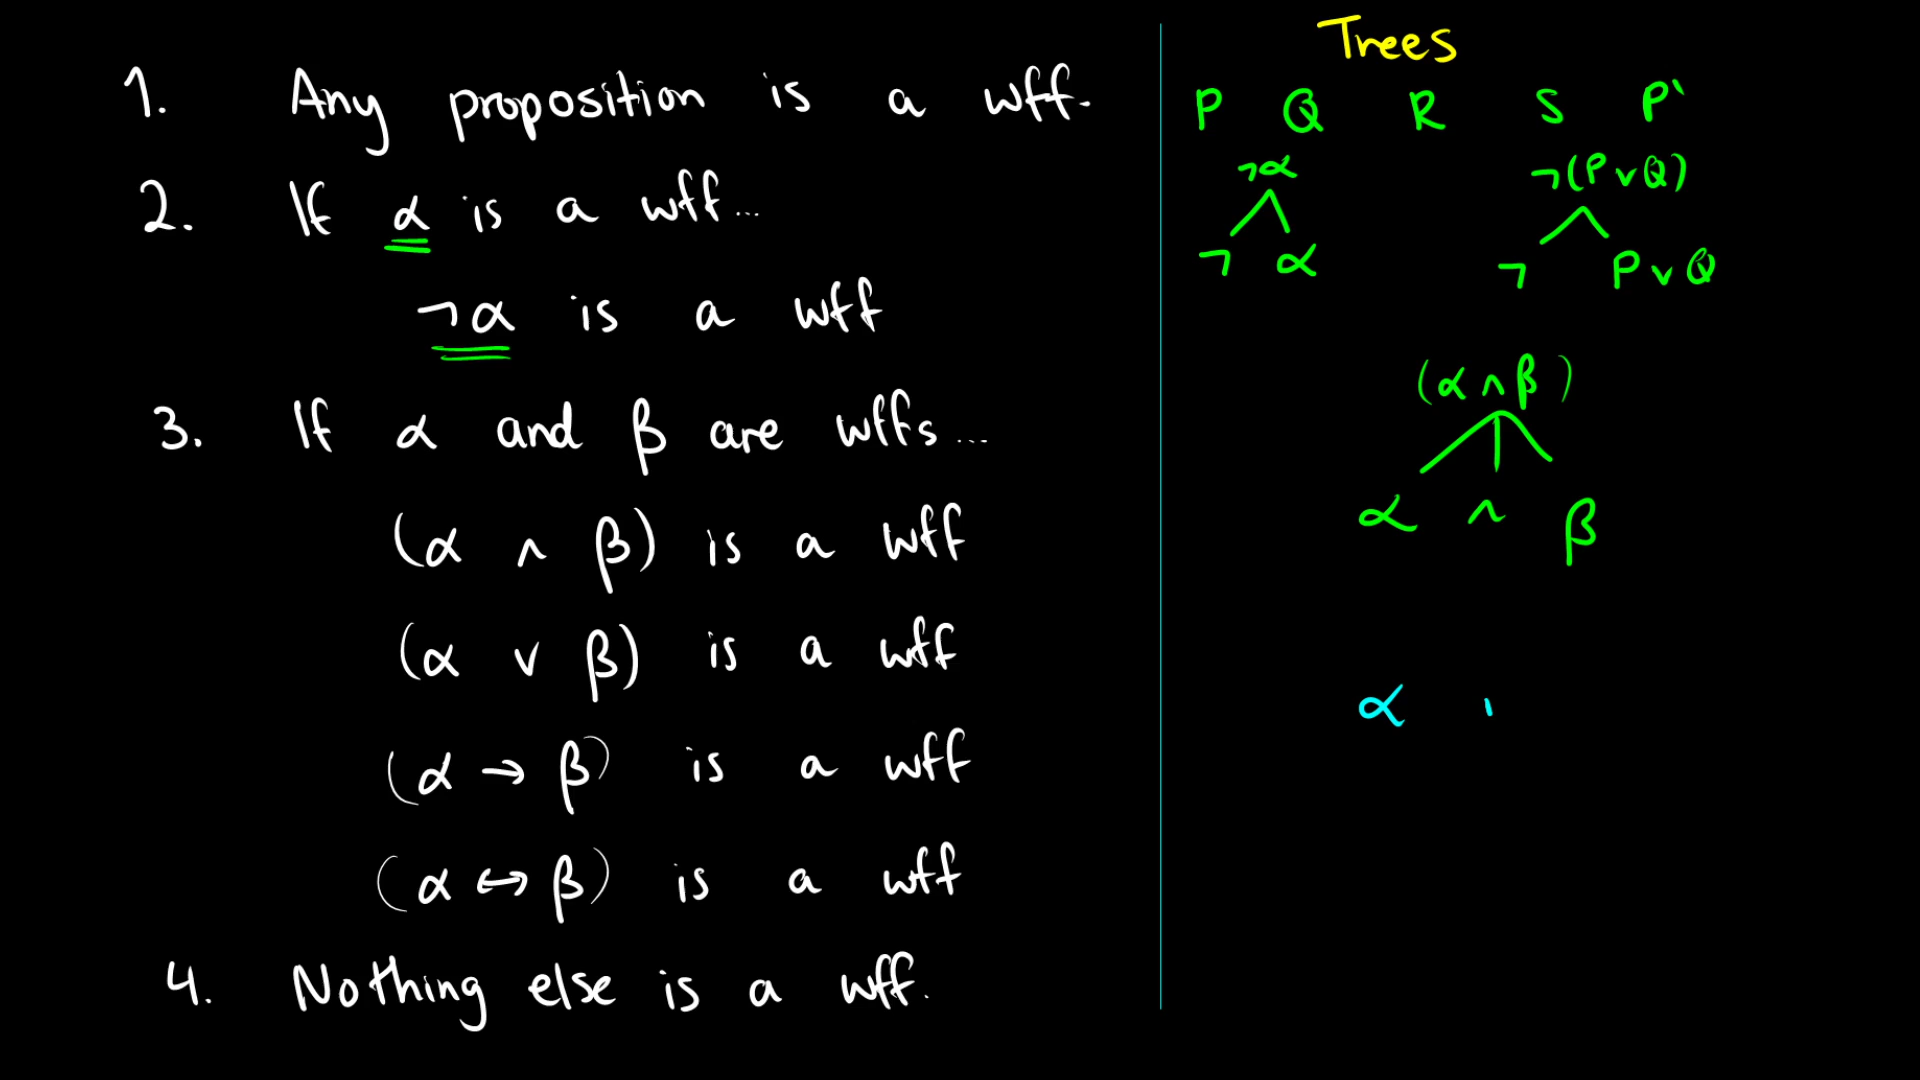 1. Any proposition is a wff.
2. If α is a wff...
¬α is a wff
3. If α and β are wffs...
(α ∧ β) is a wff
(α ∨ β) is a wff
(α → β) is a wff
(α ↔ β) is a wff
4. Nothing else is a wff.
Trees
P Q R S P'
¬α
¬ α
¬(P ∨ Q)
¬ P ∨ Q
(α ∧ β)
α ∧ β
α